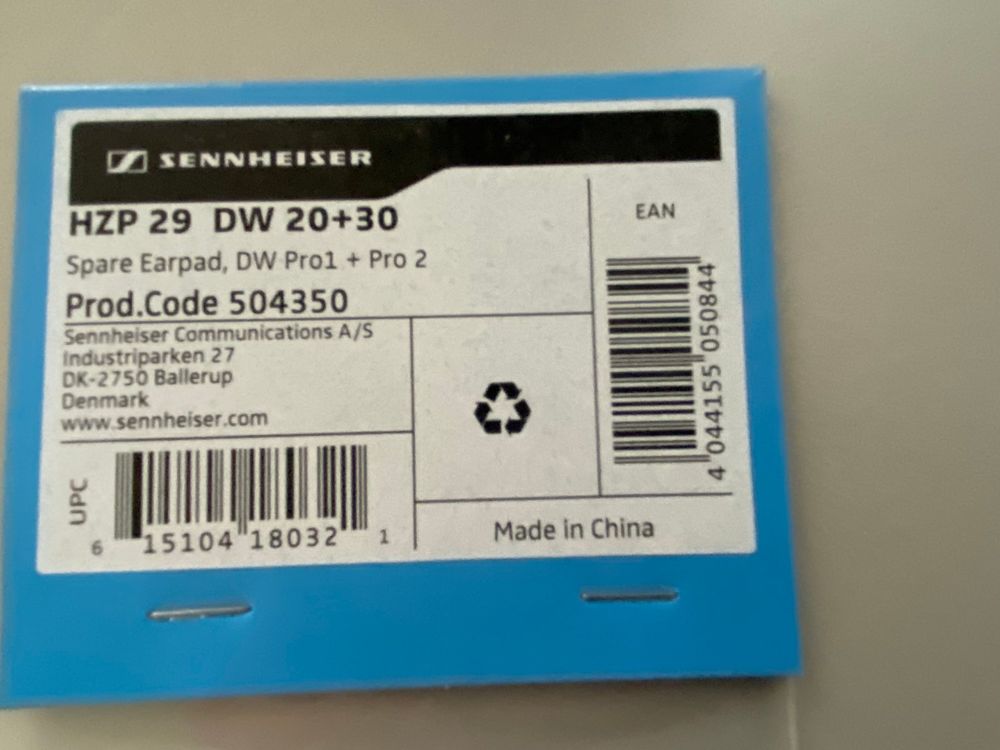 SENNHEISER
HZP 29 DW 20+30
Spare Earpad, DW Pro1 + Pro 2
Prod.Code 504350
Sennheiser Communications A/S
Industriparken 27
DK-2750 Ballerup
Denmark
www.sennheiser.com
UPC
6 15104 18032 1
EAN
4 044155 050844
Made in China